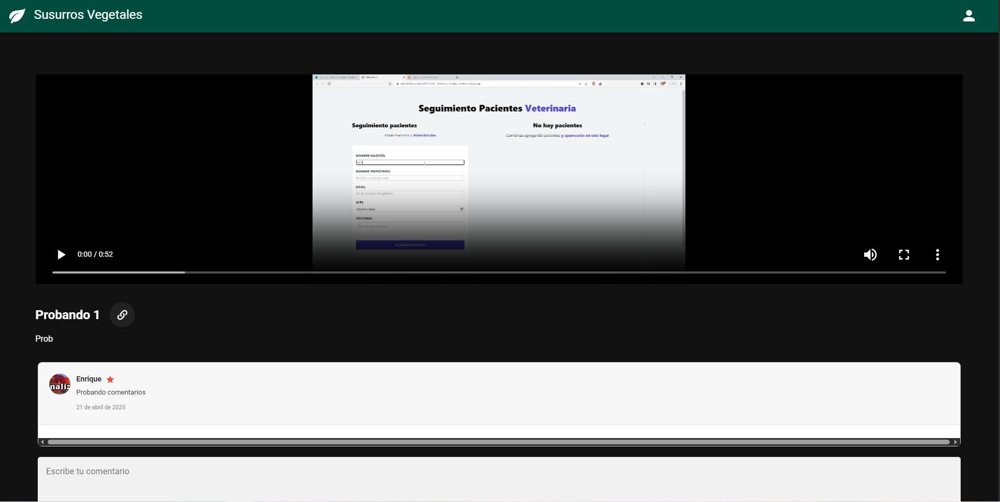 Susurros Vegetales
Citas React
Seguimiento Pacientes Veterinaria
Seguimiento pacientes
No hay pacientes
Añade Pacientes y Administralos
Comienza agregando pacientes y aparecerán en este lugar
NOMBRE MASCOTA
NOMBRE PROPIETARIO
Nombre del propietario
EMAIL
Email Contacto Propietario
ALTA
dd/mm/aaaa
SÍNTOMAS
AGREGAR PACIENTE
0:00 / 0:52
Probando 1
Prob
naliz
Enrique
Probando comentarios
21 de abril de 2025
Escribe tu comentario